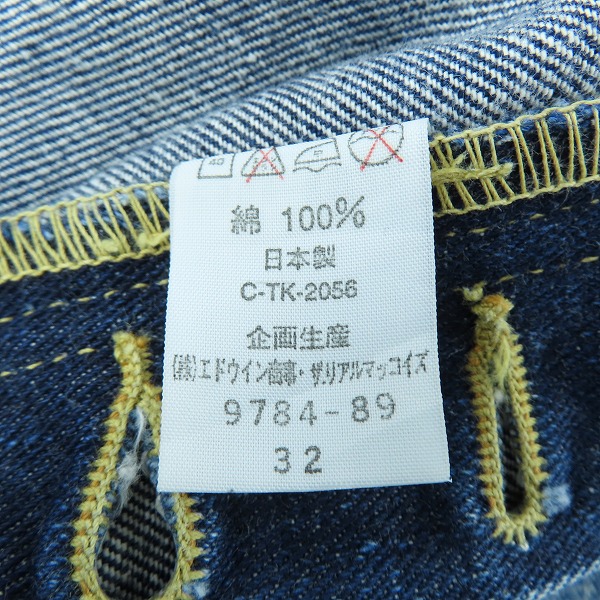 綿 100%
日本製
C-TK-2056
企画生産
(株)エドウイン商事・ザ.リアルマッコイズ
9784-89
32